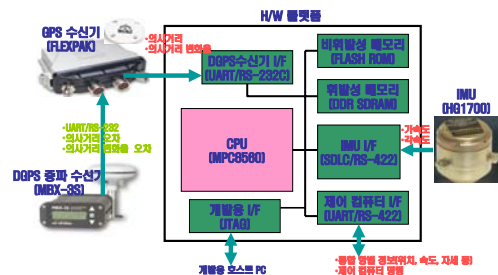 H/W 플랫폼
GPS 수신기
(FLEXPAK)
•의사거리
•의사거리 변화율
DGPS수신기 I/F
(UART/RS-232C)
비휘발성 메모리
(FLASH ROM)
휘발성 메모리
(DDR SDRAM)
IMU
(HG1700)
•UART/RS-232
•의사거리 오차
•의사거리 변화율 오차
CPU
(MPC8560)
IMU I/F
(SDLC/RS-422)
•가속도
•각속도
DGPS 중파 수신기
(MBX-3S)
개발용 I/F
(JTAG)
제어 컴퓨터 I/F
(UART/RS-422)
개발용 호스트 PC
•통합 항법 정보(위치, 속도, 자세 등)
•제어 컴퓨터 명령